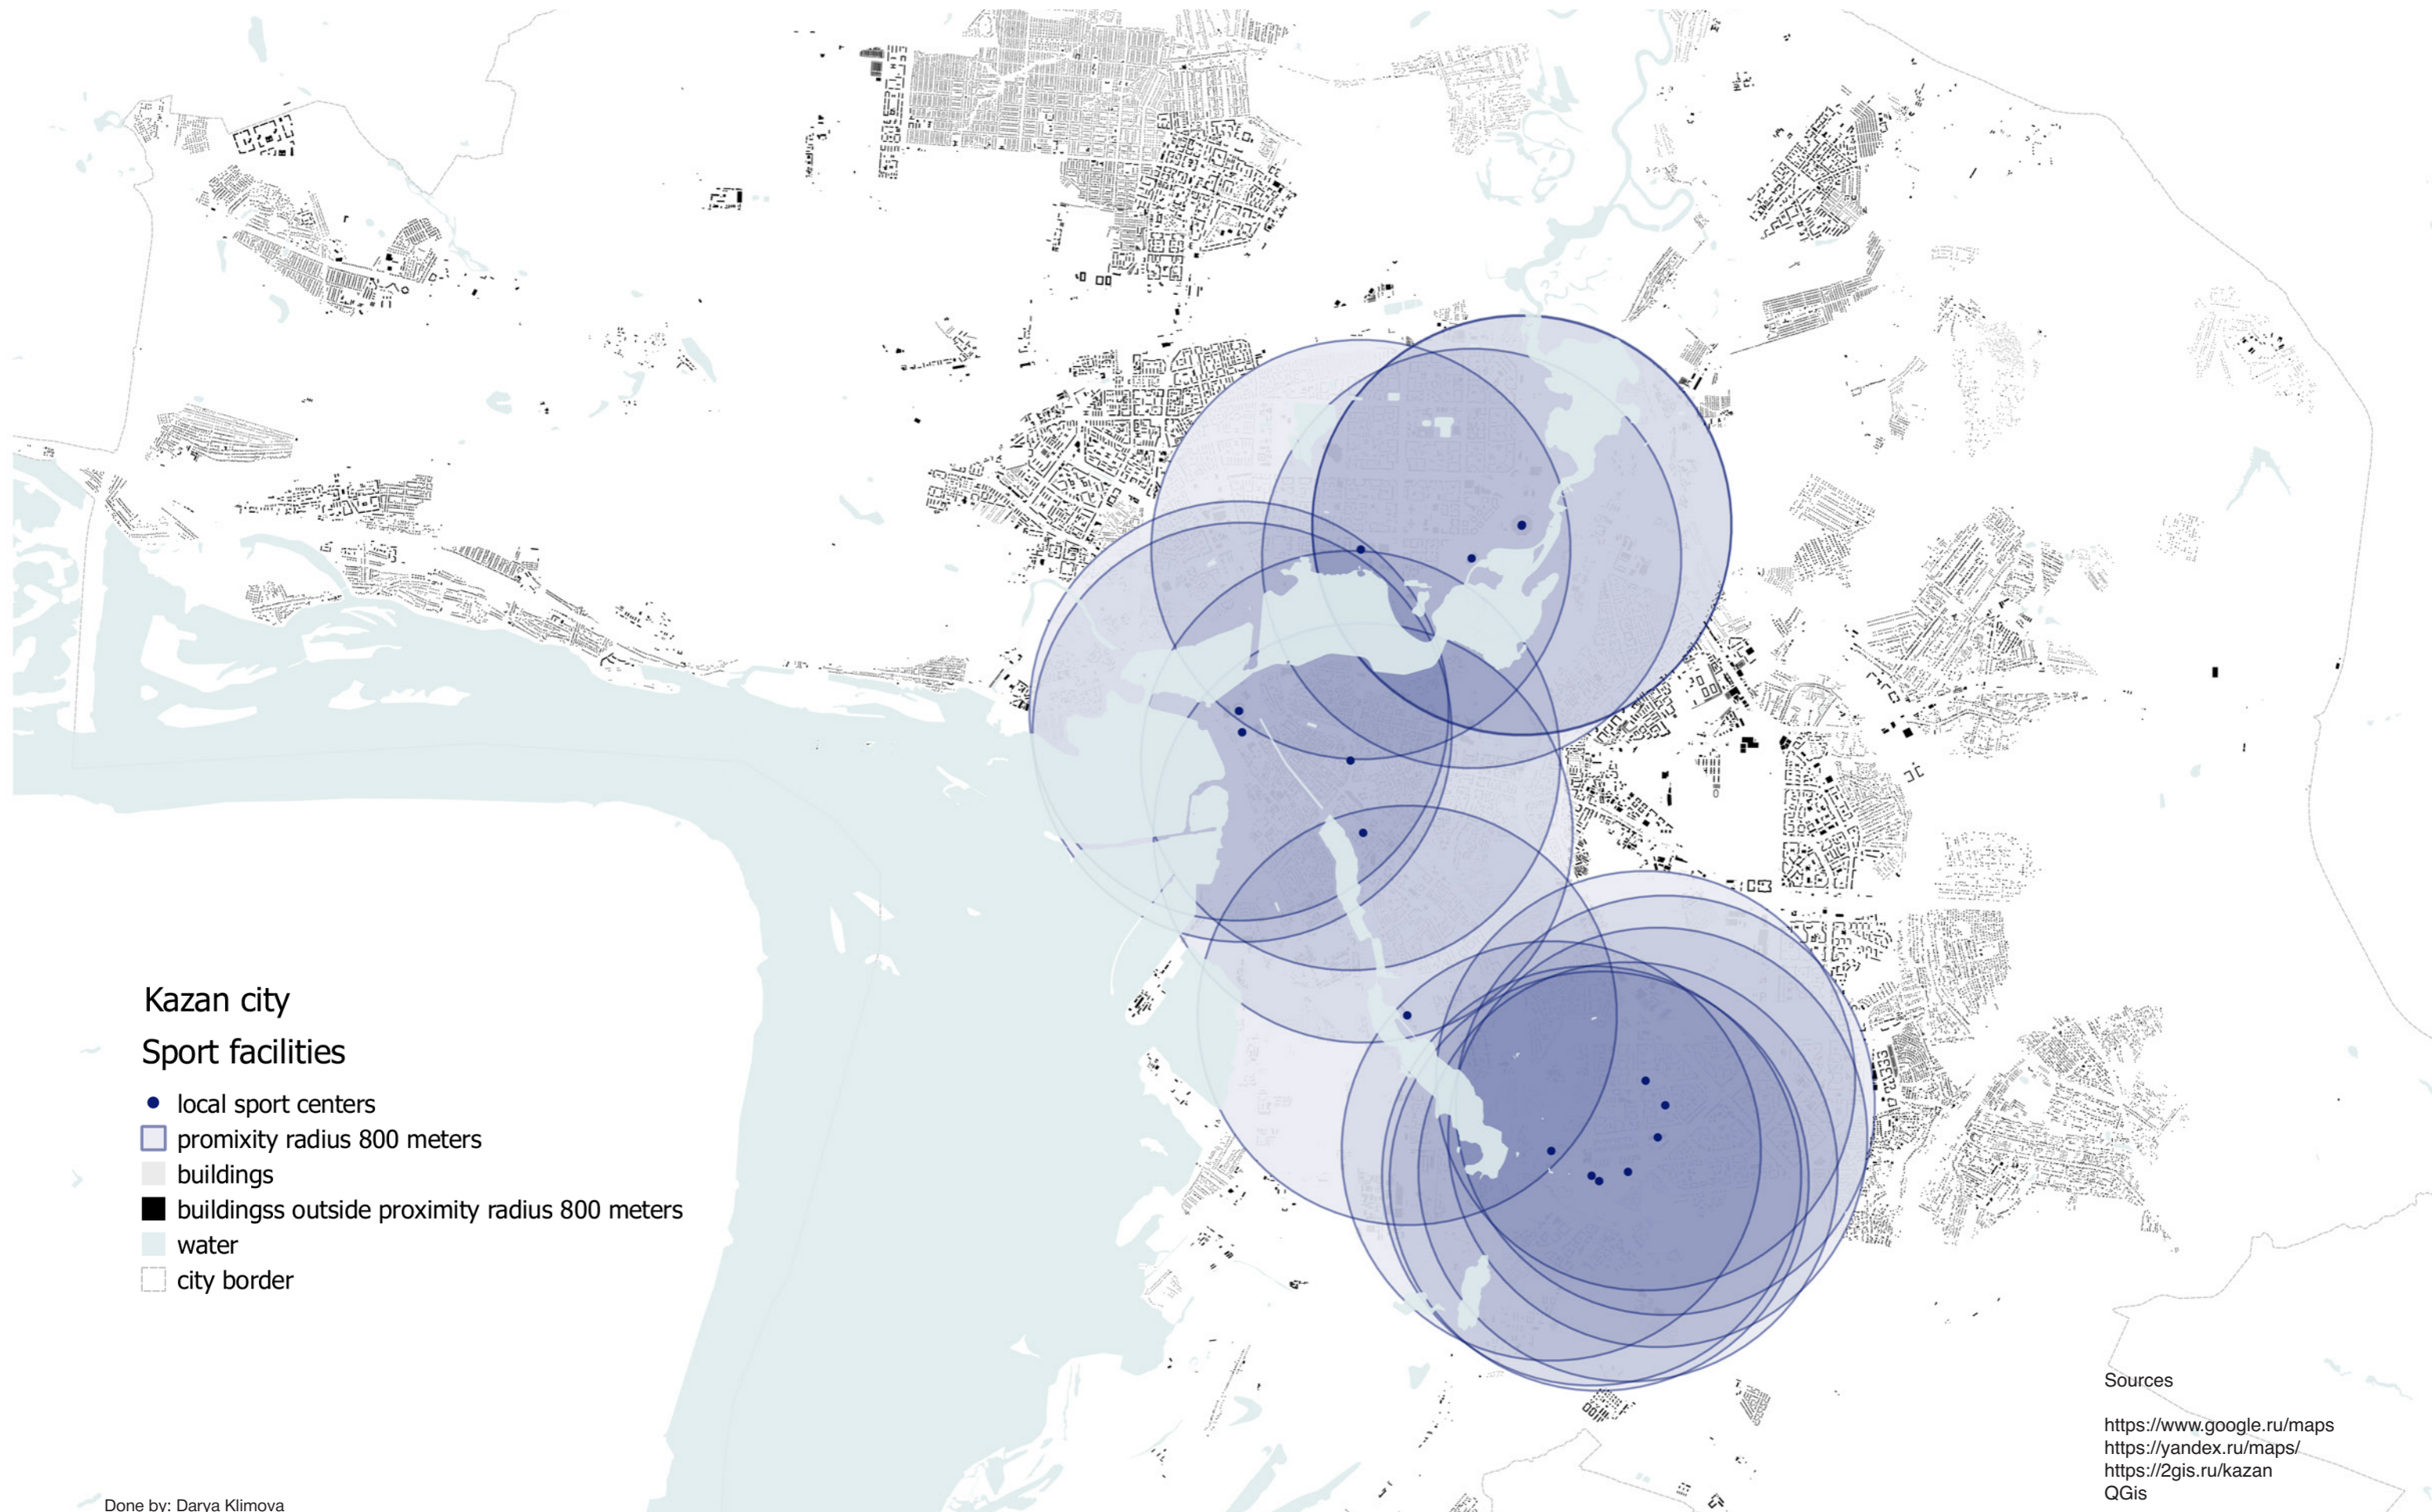 Kazan city
Sport facilities
local sport centers
promixity radius 800 meters
buildings
buildingss outside proximity radius 800 meters
water
city border
Sources
https://www.google.ru/maps
https://yandex.ru/maps/
https://2gis.ru/kazan
QGis
Done by: Darya Klimova